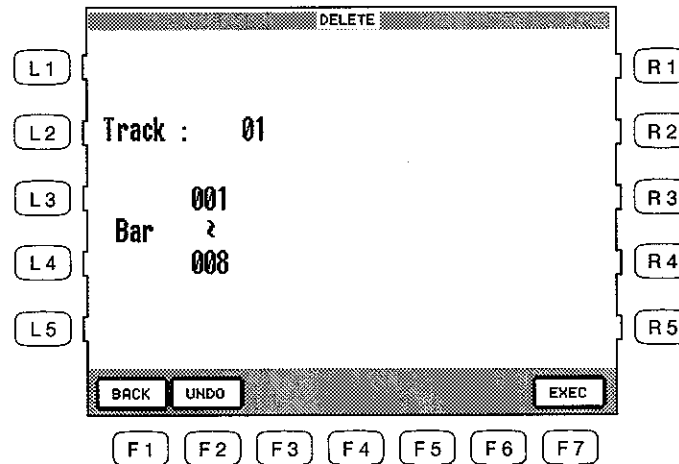 DELETE
L1
R1
L2
Track : 01
R2
L3
001
R3
Bar ~
L4
008
R4
L5
R5
BACK UNDO EXEC
F1 F2 F3 F4 F5 F6 F7